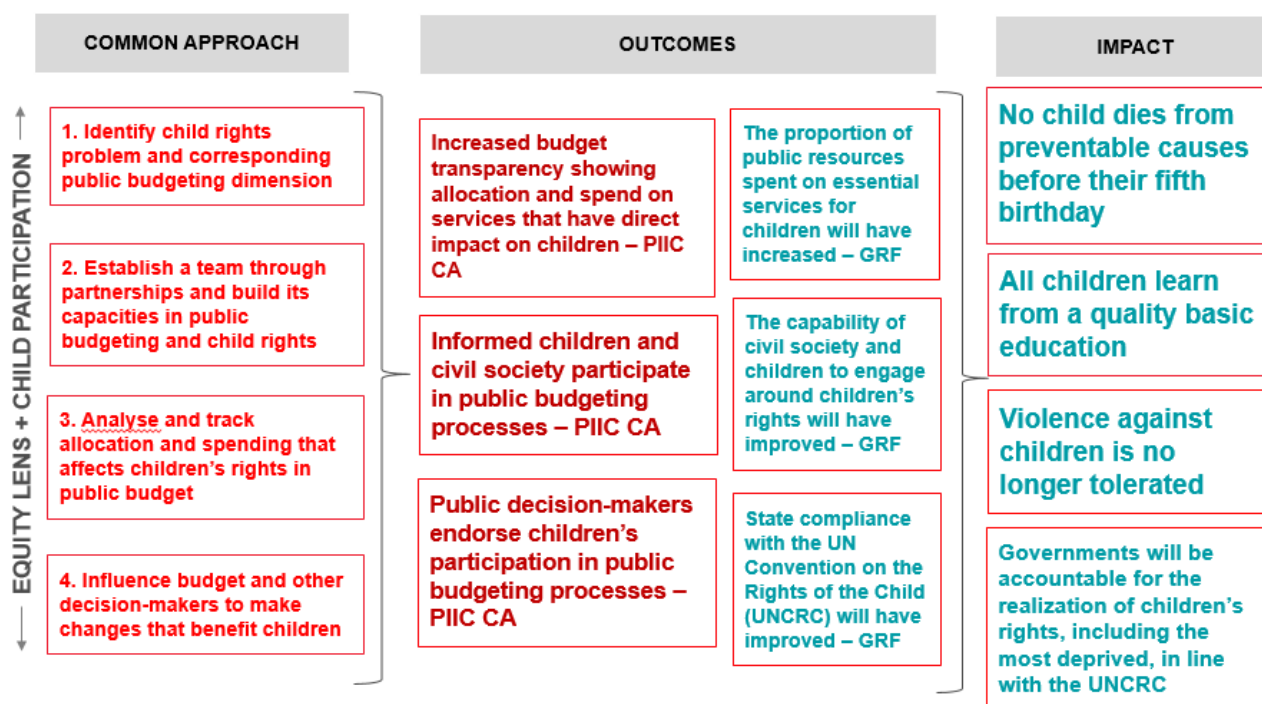 COMMON APPROACH
OUTCOMES
IMPACT
EQUITY LENS + CHILD PARTICIPATION
1. Identify child rights
problem and corresponding
public budgeting dimension
2. Establish a team through
partnerships and build its
capacities in public
budgeting and child rights
3. Analyse and track
allocation and spending that
affects children’s rights in
public budget
4. Influence budget and other
decision-makers to make
changes that benefit children
Increased budget
transparency showing
allocation and spend on
services that have direct
impact on children – PIIC
CA
Informed children and
civil society participate
in public budgeting
processes – PIIC CA
Public decision-makers
endorse children’s
participation in public
budgeting processes –
PIIC CA
The proportion of
public resources
spent on essential
services for
children will have
increased – GRF
The capability of
civil society and
children to engage
around children’s
rights will have
improved – GRF
State compliance
with the UN
Convention on the
Rights of the Child
(UNCRC) will have
improved – GRF
No child dies from
preventable causes
before their fifth
birthday
All children learn
from a quality basic
education
Violence against
children is no
longer tolerated
Governments will be
accountable for the
realization of children’s
rights, including the
most deprived, in line
with the UNCRC